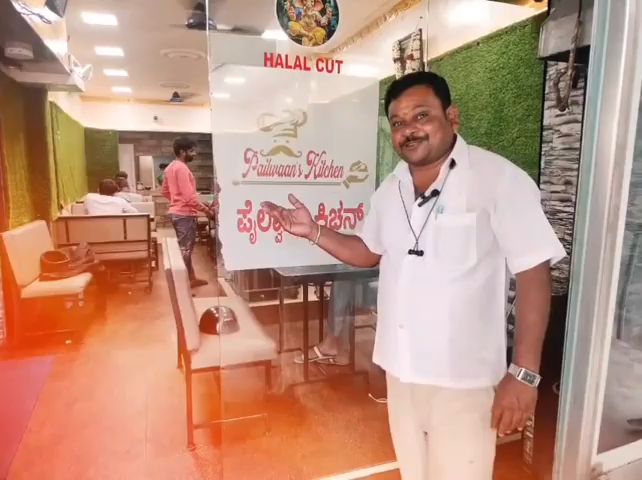 HALAL CUT
Pailwaan's Kitchen
ಕಿಚನ್